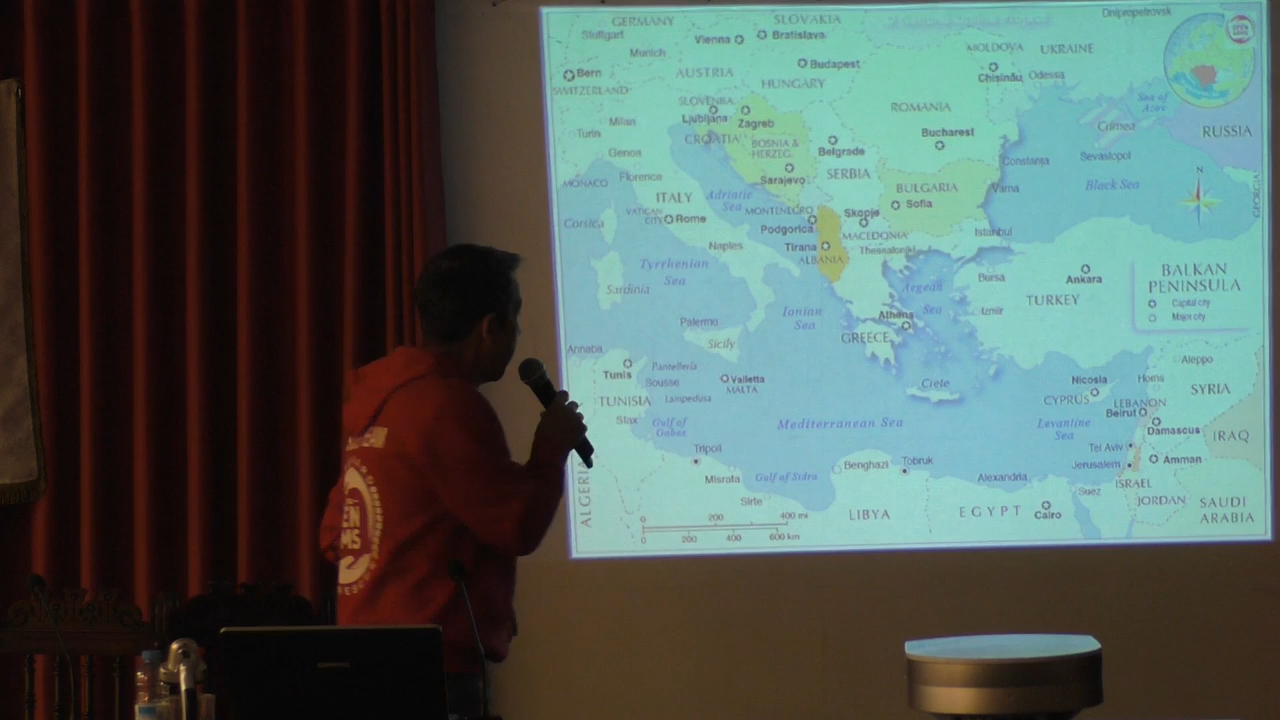 GERMANY
SLOVAKIA
Dnipropetrovsk
Stuttgart
Vienna
Bratislava
OPEN
ARMS
Munich
MOLDOVA
UKRAINE
Bern
AUSTRIA
Budapest
Chișinău
Odessa
SWITZERLAND
HUNGARY
SLOVENIA
Sea of
Azov
Milan
Ljubljana
Zagreb
ROMANIA
Crimea
RUSSIA
Turin
CROATIA
BOSNIA &
HERZEG.
Belgrade
Bucharest
Genoa
Constanța
Sevastopol
MONACO
Florence
Sarajevo
SERBIA
BULGARIA
Varna
Black Sea
N
GEORGIA
ITALY
Adriatic
Sea
Sofia
Corsica
VATICAN
CITY
Rome
MONTENEGRO
Podgorica
Skopje
MACEDONIA
Istanbul
Naples
Tirana
ALBANIA
Thessaloniki
Tyrrhenian
Sea
Bursa
Ankara
BALKAN
PENINSULA
Capital city
Major city
Sardinia
Aegean
Sea
TURKEY
Ionian
Sea
Athens
Izmir
Palermo
GREECE
Sicily
Annaba
Tunis
Pantelleria
Aleppo
Sousse
Valletta
MALTA
Crete
Nicosia
Homs
SYRIA
TUNISIA
Lampedusa
CYPRUS
LEBANON
Beirut
Sfax
Gulf of
Gabes
Mediterranean Sea
Levantine
Sea
Damascus
IRAQ
Tripoli
Tel Aviv
Benghazi
Tobruk
Jerusalem
Amman
Misrata
Gulf of Sidra
Alexandria
ISRAEL
ALGERIA
Sirte
Suez
JORDAN
SAUDI
ARABIA
0 200 400 mi
LIBYA
EGYPT
Cairo
0 200 400 600 km
EN
MS